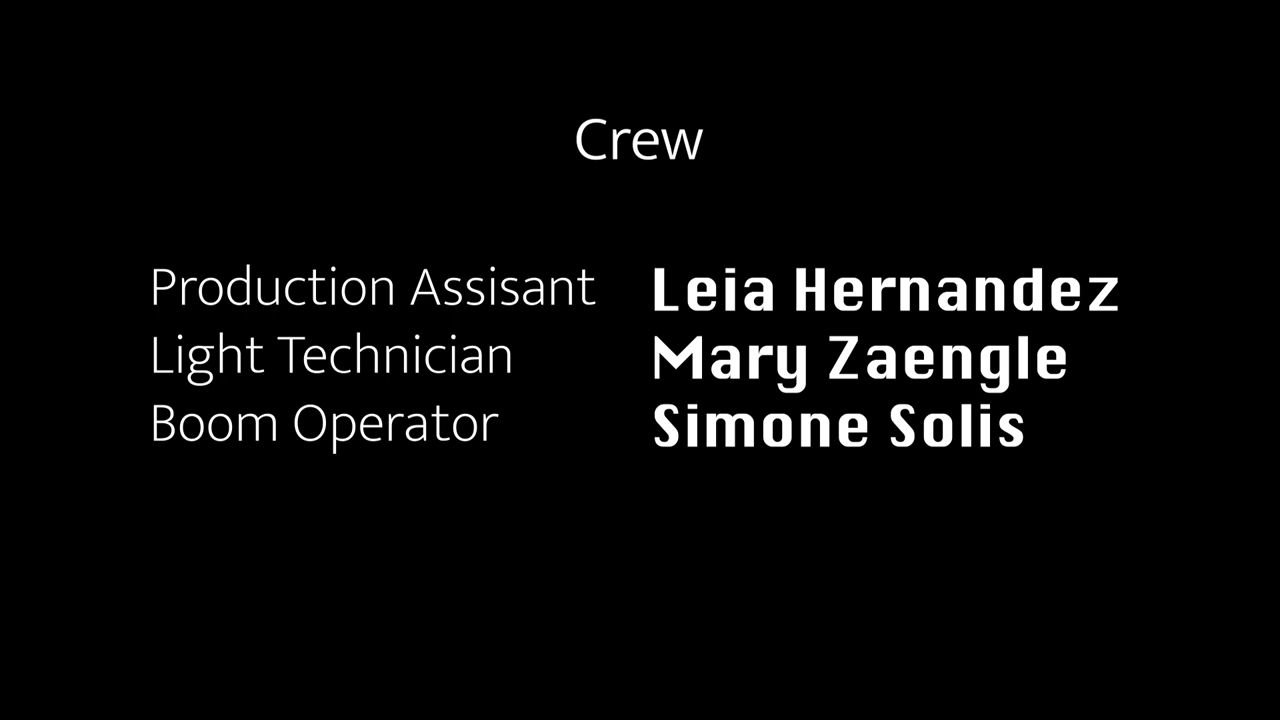 Crew
Production Assisant Leia Hernandez
Light Technician Mary Zaengle
Boom Operator Simone Solis